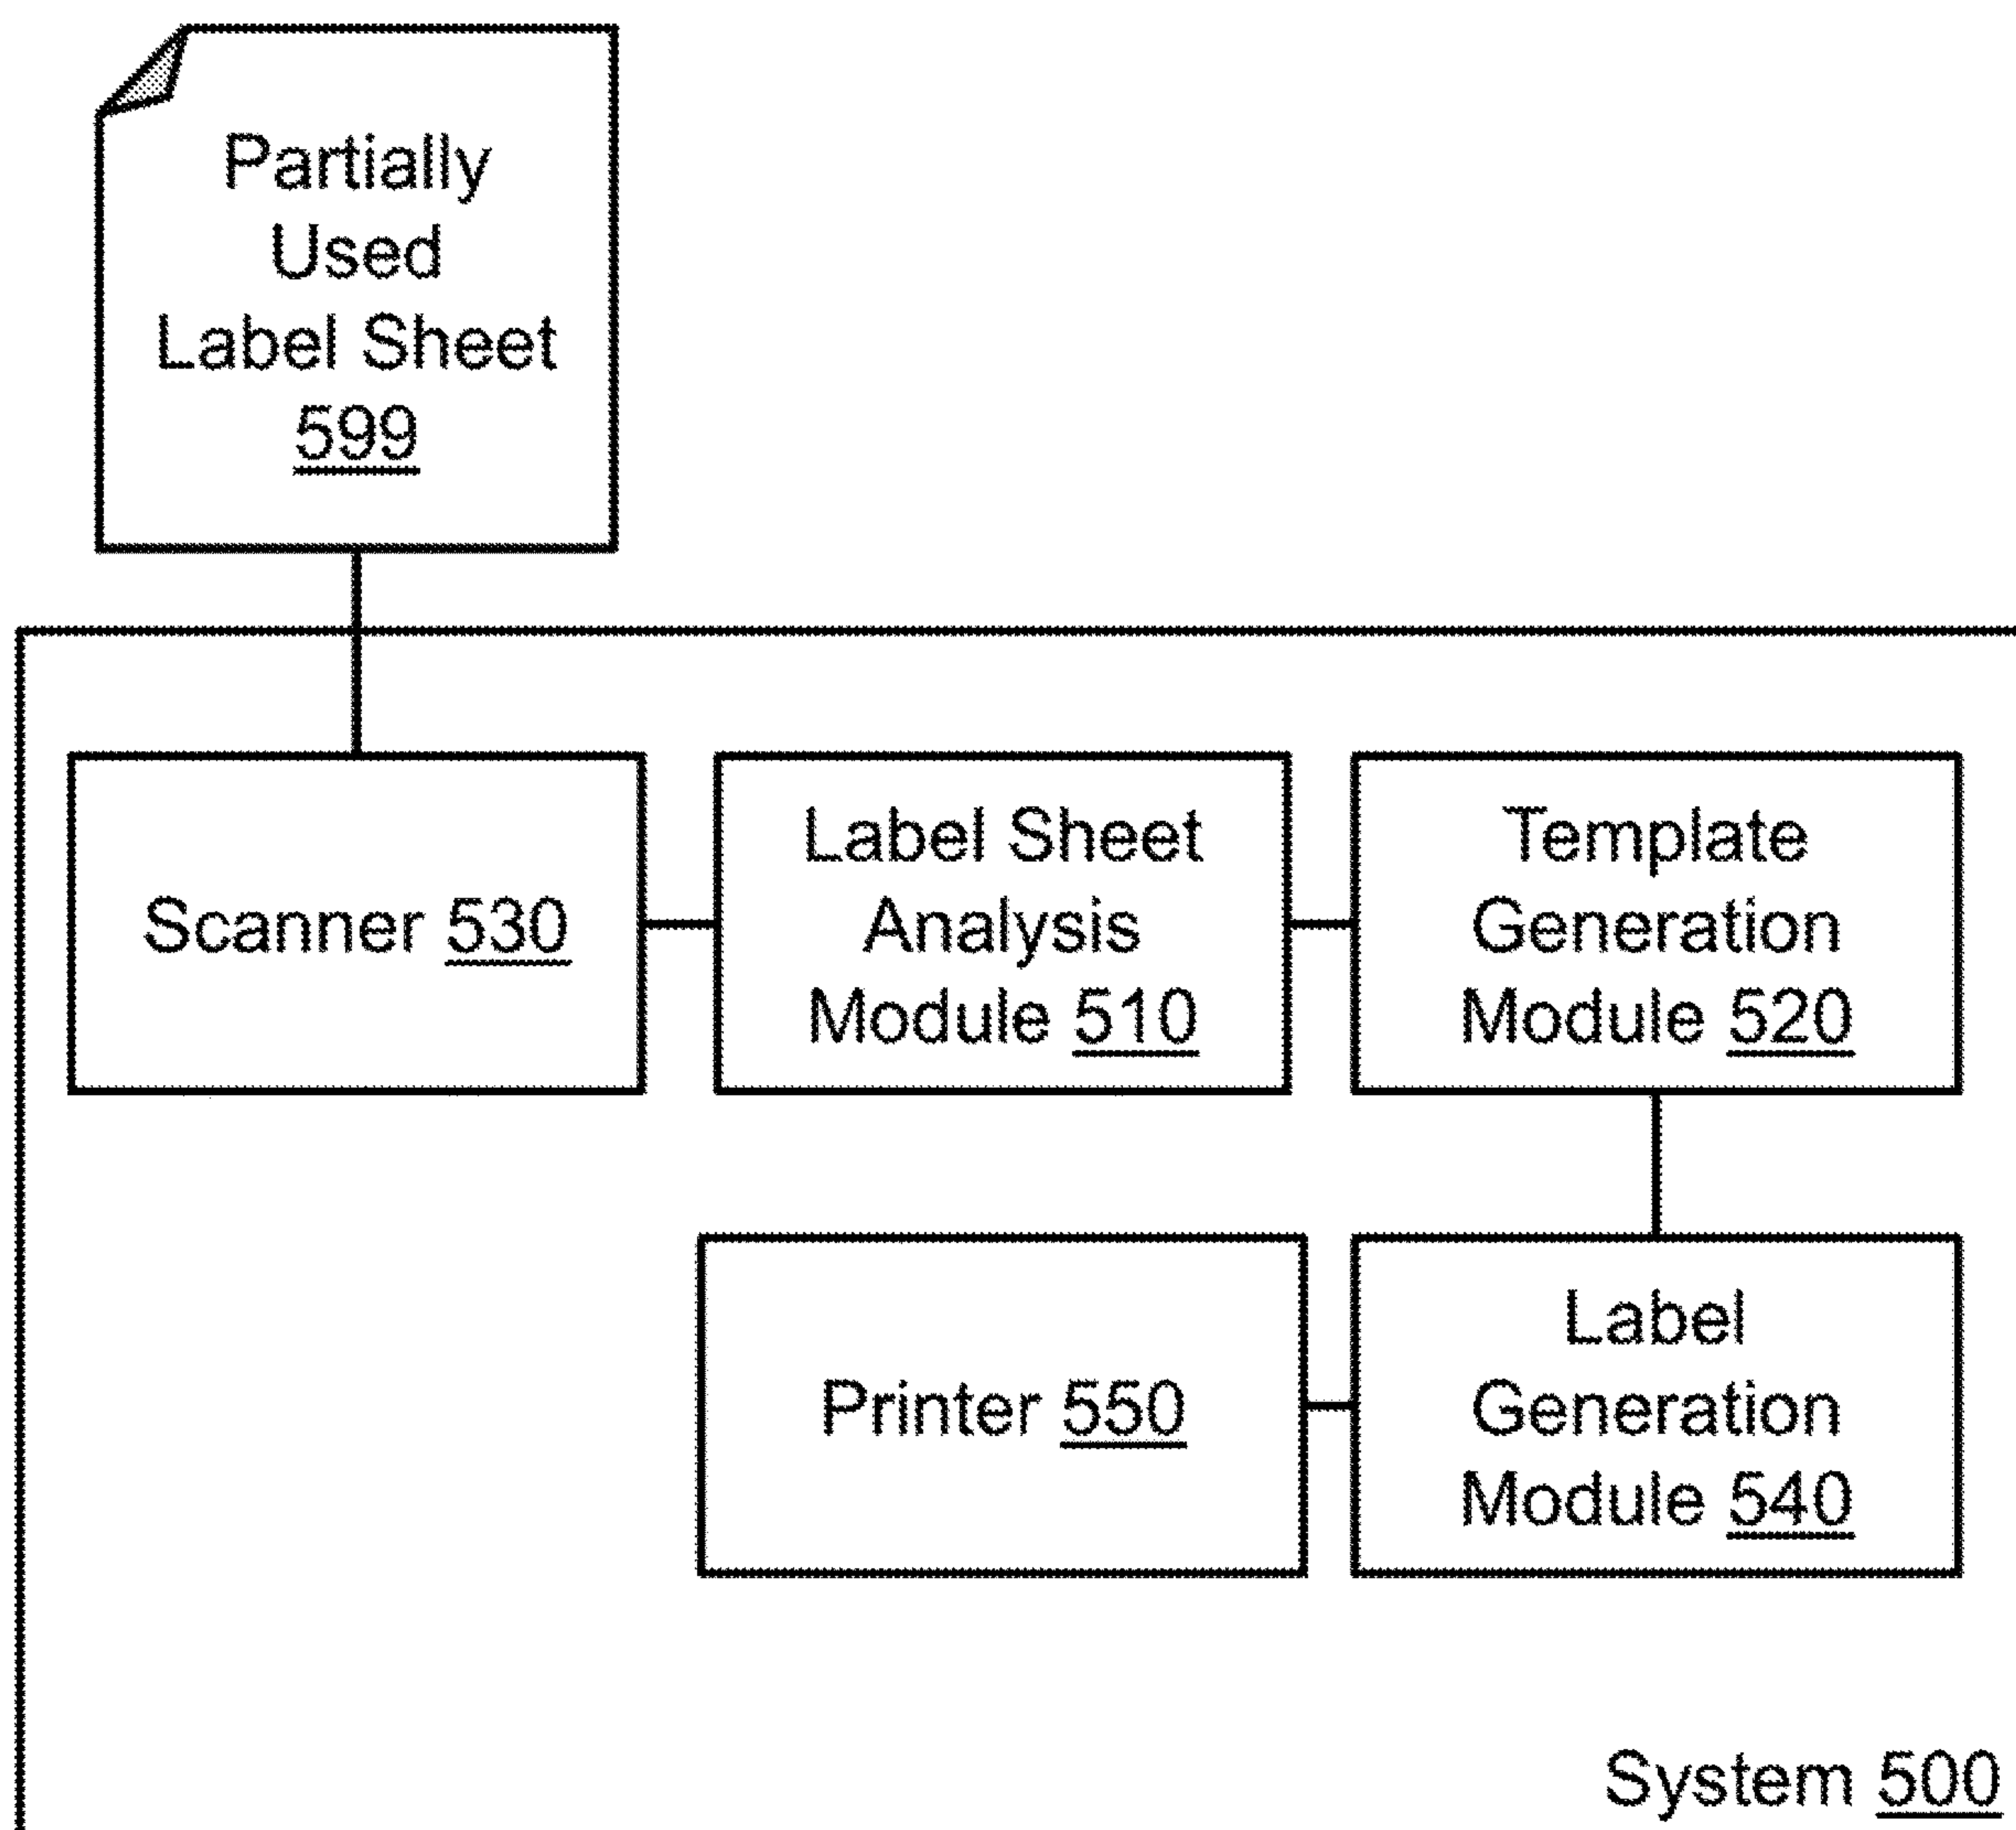 Partially
Used
Label Sheet
599
Scanner 530
Label Sheet
Analysis
Module 510
Template
Generation
Module 520
Printer 550
Label
Generation
Module 540
System 500